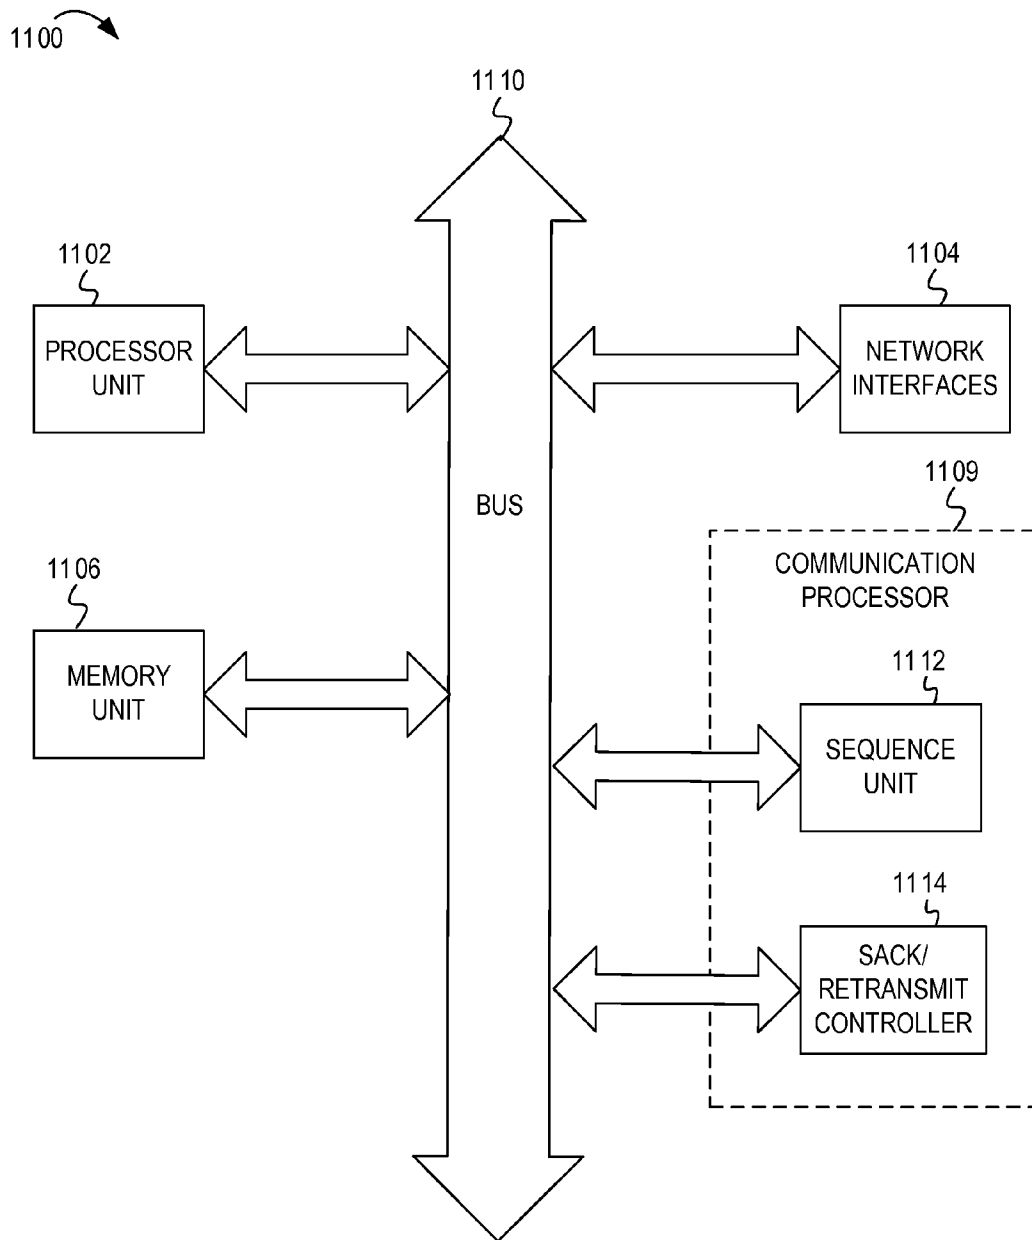 1100
1110
1102
PROCESSOR
UNIT
1104
NETWORK
INTERFACES
BUS
1109
COMMUNICATION
PROCESSOR
1106
MEMORY
UNIT
1112
SEQUENCE
UNIT
1114
SACK/
RETRANSMIT
CONTROLLER